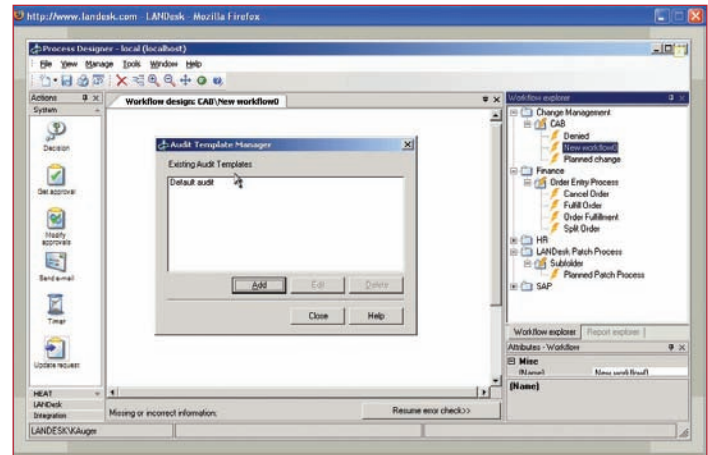 http://www.landesk.com - LANDesk - Mozilla Firefox
Process Designer - local (localhost)
File View Manage Tools Window Help
Actions
System
Decision
Get approval
Modify approvals
Send e-mail
Timer
Update request
HEAT
LANDesk
Integration
Workflow design: CAB\New workflow0
Audit Template Manager
Existing Audit Templates
Default audit
Add
Edit
Delete
Close
Help
Missing or incorrect information:
Resume error check>>
Workflow explorer
Change Management
CAB
Denied
New workflow0
Planned change
Finance
Order Entry Process
Cancel Order
Fulfill Order
Order Fulfillment
Split Order
HR
LANDesk Patch Process
Subfolder
Planned Patch Process
SAP
Workflow explorer
Report explorer
Attributes - Workflow
Misc
(Name) New workflow0
(Name)
LANDESK\KAuger